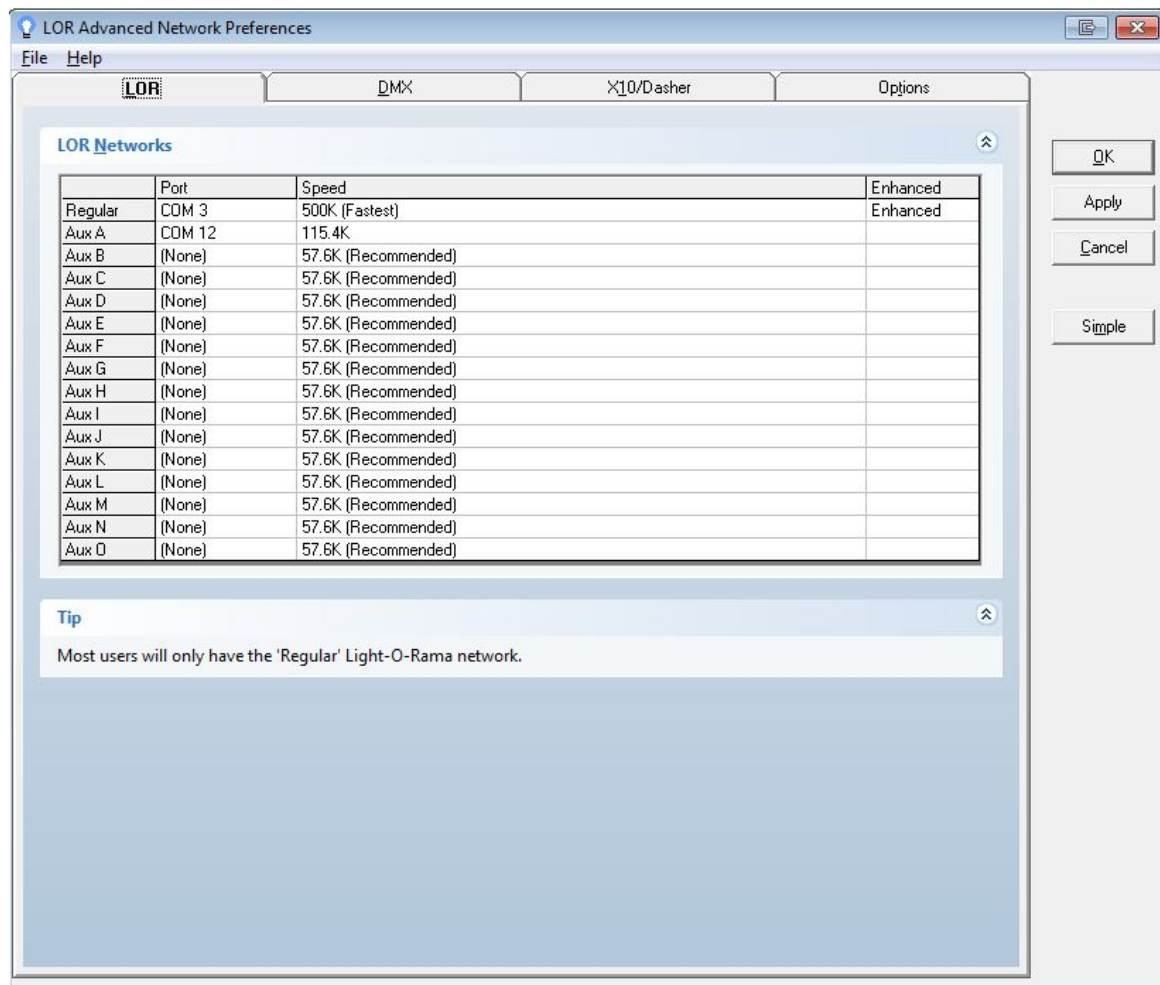 LOR Advanced Network Preferences
File Help
LOR DMX X10/Dasher Options
LOR Networks
Port Speed Enhanced
Regular COM 3 500K (Fastest) Enhanced
Aux A COM 12 115.4K
Aux B (None) 57.6K (Recommended)
Aux C (None) 57.6K (Recommended)
Aux D (None) 57.6K (Recommended)
Aux E (None) 57.6K (Recommended)
Aux F (None) 57.6K (Recommended)
Aux G (None) 57.6K (Recommended)
Aux H (None) 57.6K (Recommended)
Aux I (None) 57.6K (Recommended)
Aux J (None) 57.6K (Recommended)
Aux K (None) 57.6K (Recommended)
Aux L (None) 57.6K (Recommended)
Aux M (None) 57.6K (Recommended)
Aux N (None) 57.6K (Recommended)
Aux O (None) 57.6K (Recommended)
Tip
Most users will only have the 'Regular' Light-O-Rama network.
OK
Apply
Cancel
Simple